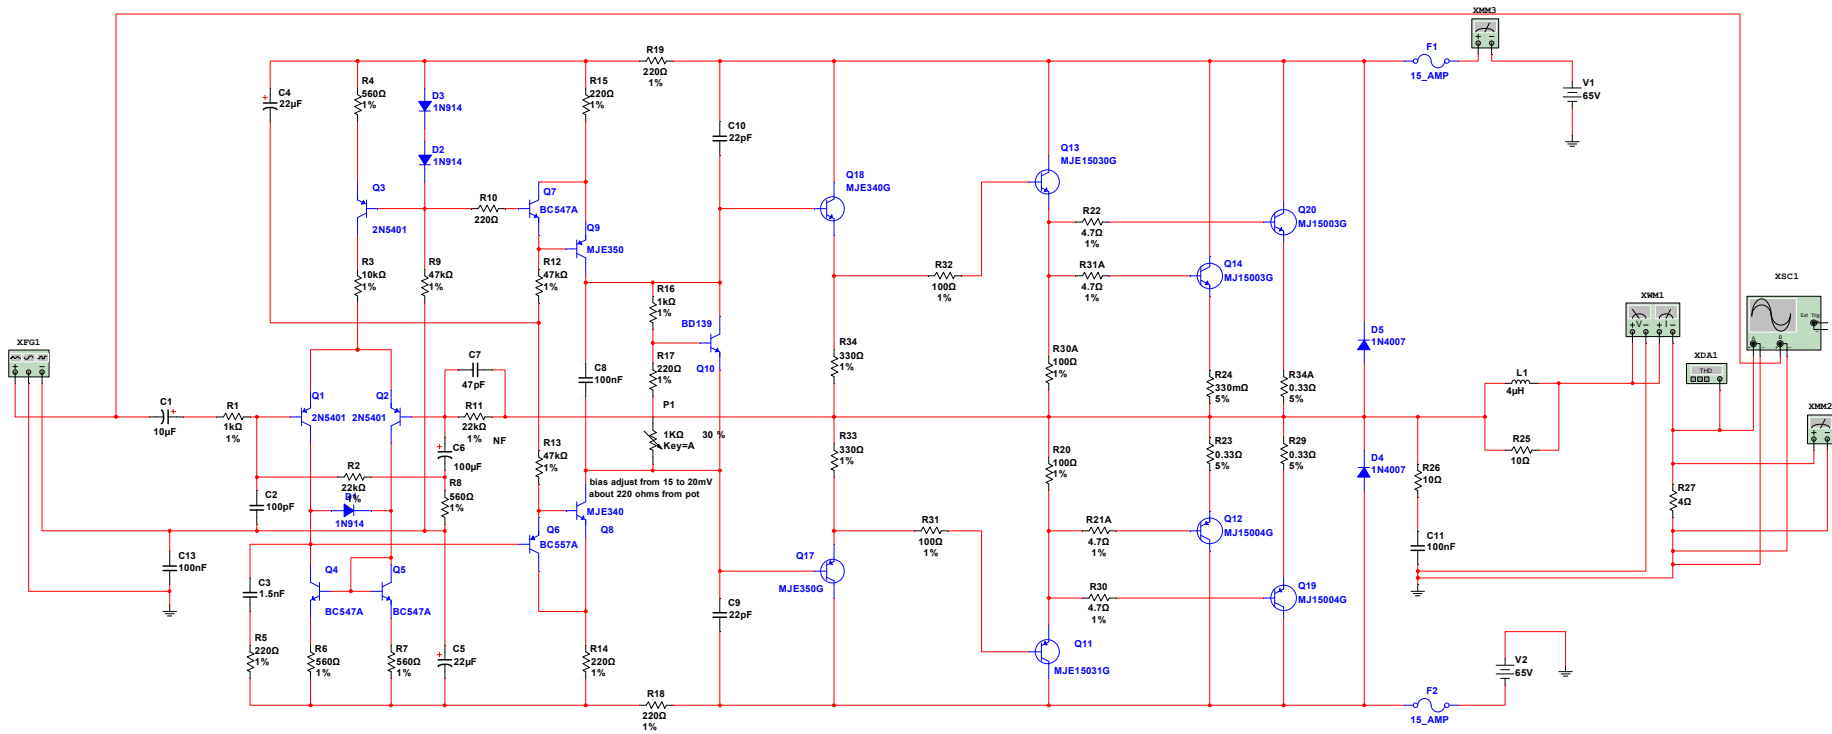 XMM3
F1
15_AMP
V1
65V
R19
220Ω
1%
R4
560Ω
1%
D3
1N914
R15
220Ω
1%
C4
22µF
C10
22pF
D2
1N914
Q13
MJE15030G
Q3
2N5401
R10
220Ω
Q7
BC547A
Q18
MJE340G
Q9
MJE350
R22
4.7Ω
1%
Q20
MJ15003G
R3
10kΩ
1%
R9
47kΩ
1%
R12
47kΩ
1%
R32
100Ω
1%
R31A
4.7Ω
1%
Q14
MJ15003G
XSC1
Ext Trig
A
B
R16
1kΩ
1%
BD139
Q10
XWM1
V
I
D5
1N4007
XFG1
C7
47pF
C8
100nF
R17
220Ω
1%
R34
330Ω
1%
R30A
100Ω
1%
R24
330mΩ
5%
R34A
0.33Ω
5%
XDA1
THD
L1
4µH
C1
10µF
R1
1kΩ
1%
Q1
2N5401
Q2
2N5401
R11
22kΩ
1%
NF
P1
1KΩ
Key=A
30 %
XMM2
C6
100µF
R13
47kΩ
1%
R33
330Ω
1%
R20
100Ω
1%
R23
0.33Ω
5%
R29
0.33Ω
5%
D4
1N4007
R25
10Ω
R26
10Ω
R2
22kΩ
1%
R8
560Ω
1%
bias adjust from 15 to 20mV
about 220 ohms from pot
R27
4Ω
C2
100pF
D1
1N914
MJE340
Q8
Q6
BC557A
R31
100Ω
1%
R21A
4.7Ω
1%
Q12
MJ15004G
C11
100nF
C13
100nF
Q4
BC547A
Q5
BC547A
Q17
MJE350G
C3
1.5nF
R30
4.7Ω
1%
Q19
MJ15004G
C9
22pF
R5
220Ω
1%
R6
560Ω
1%
R7
560Ω
1%
C5
22µF
R14
220Ω
1%
Q11
MJE15031G
V2
65V
R18
220Ω
1%
F2
15_AMP